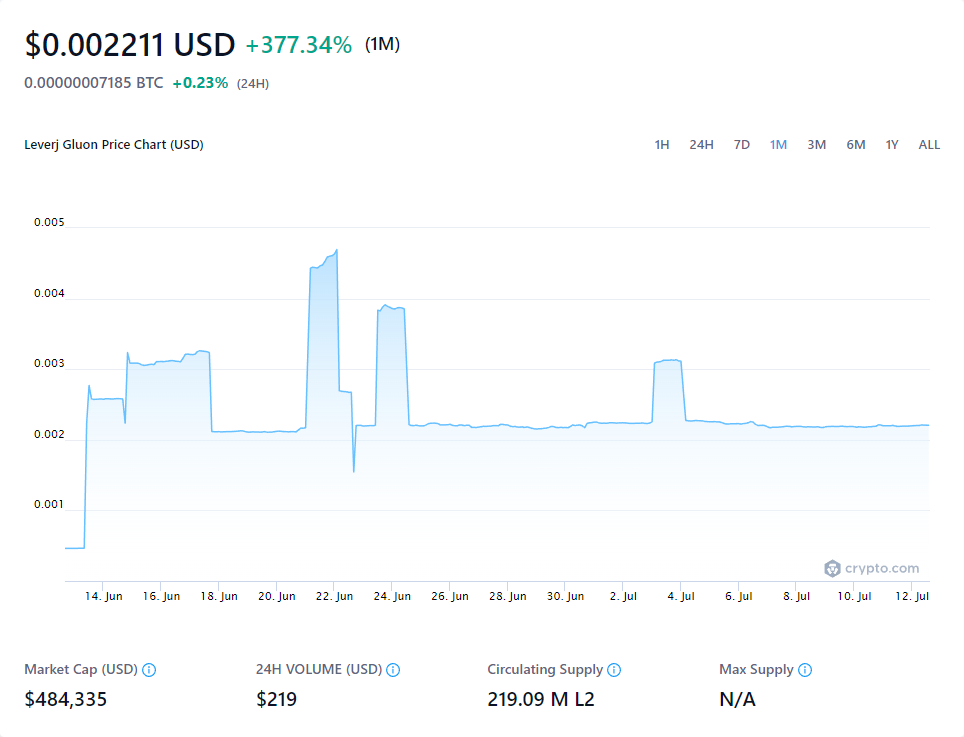 $0.002211 USD +377.34% (1M)
0.00000007185 BTC +0.23% (24H)
Leverj Gluon Price Chart (USD) 1H 24H 7D 1M 3M 6M 1Y ALL
0.005
0.004
0.003
0.002
0.001
crypto.com
14. Jun 16. Jun 18. Jun 20. Jun 22. Jun 24. Jun 26. Jun 28. Jun 30. Jun 2. Jul 4. Jul 6. Jul 8. Jul 10. Jul 12. Jul
Market Cap (USD) 24H VOLUME (USD) Circulating Supply Max Supply
$484,335 $219 219.09 M L2 N/A